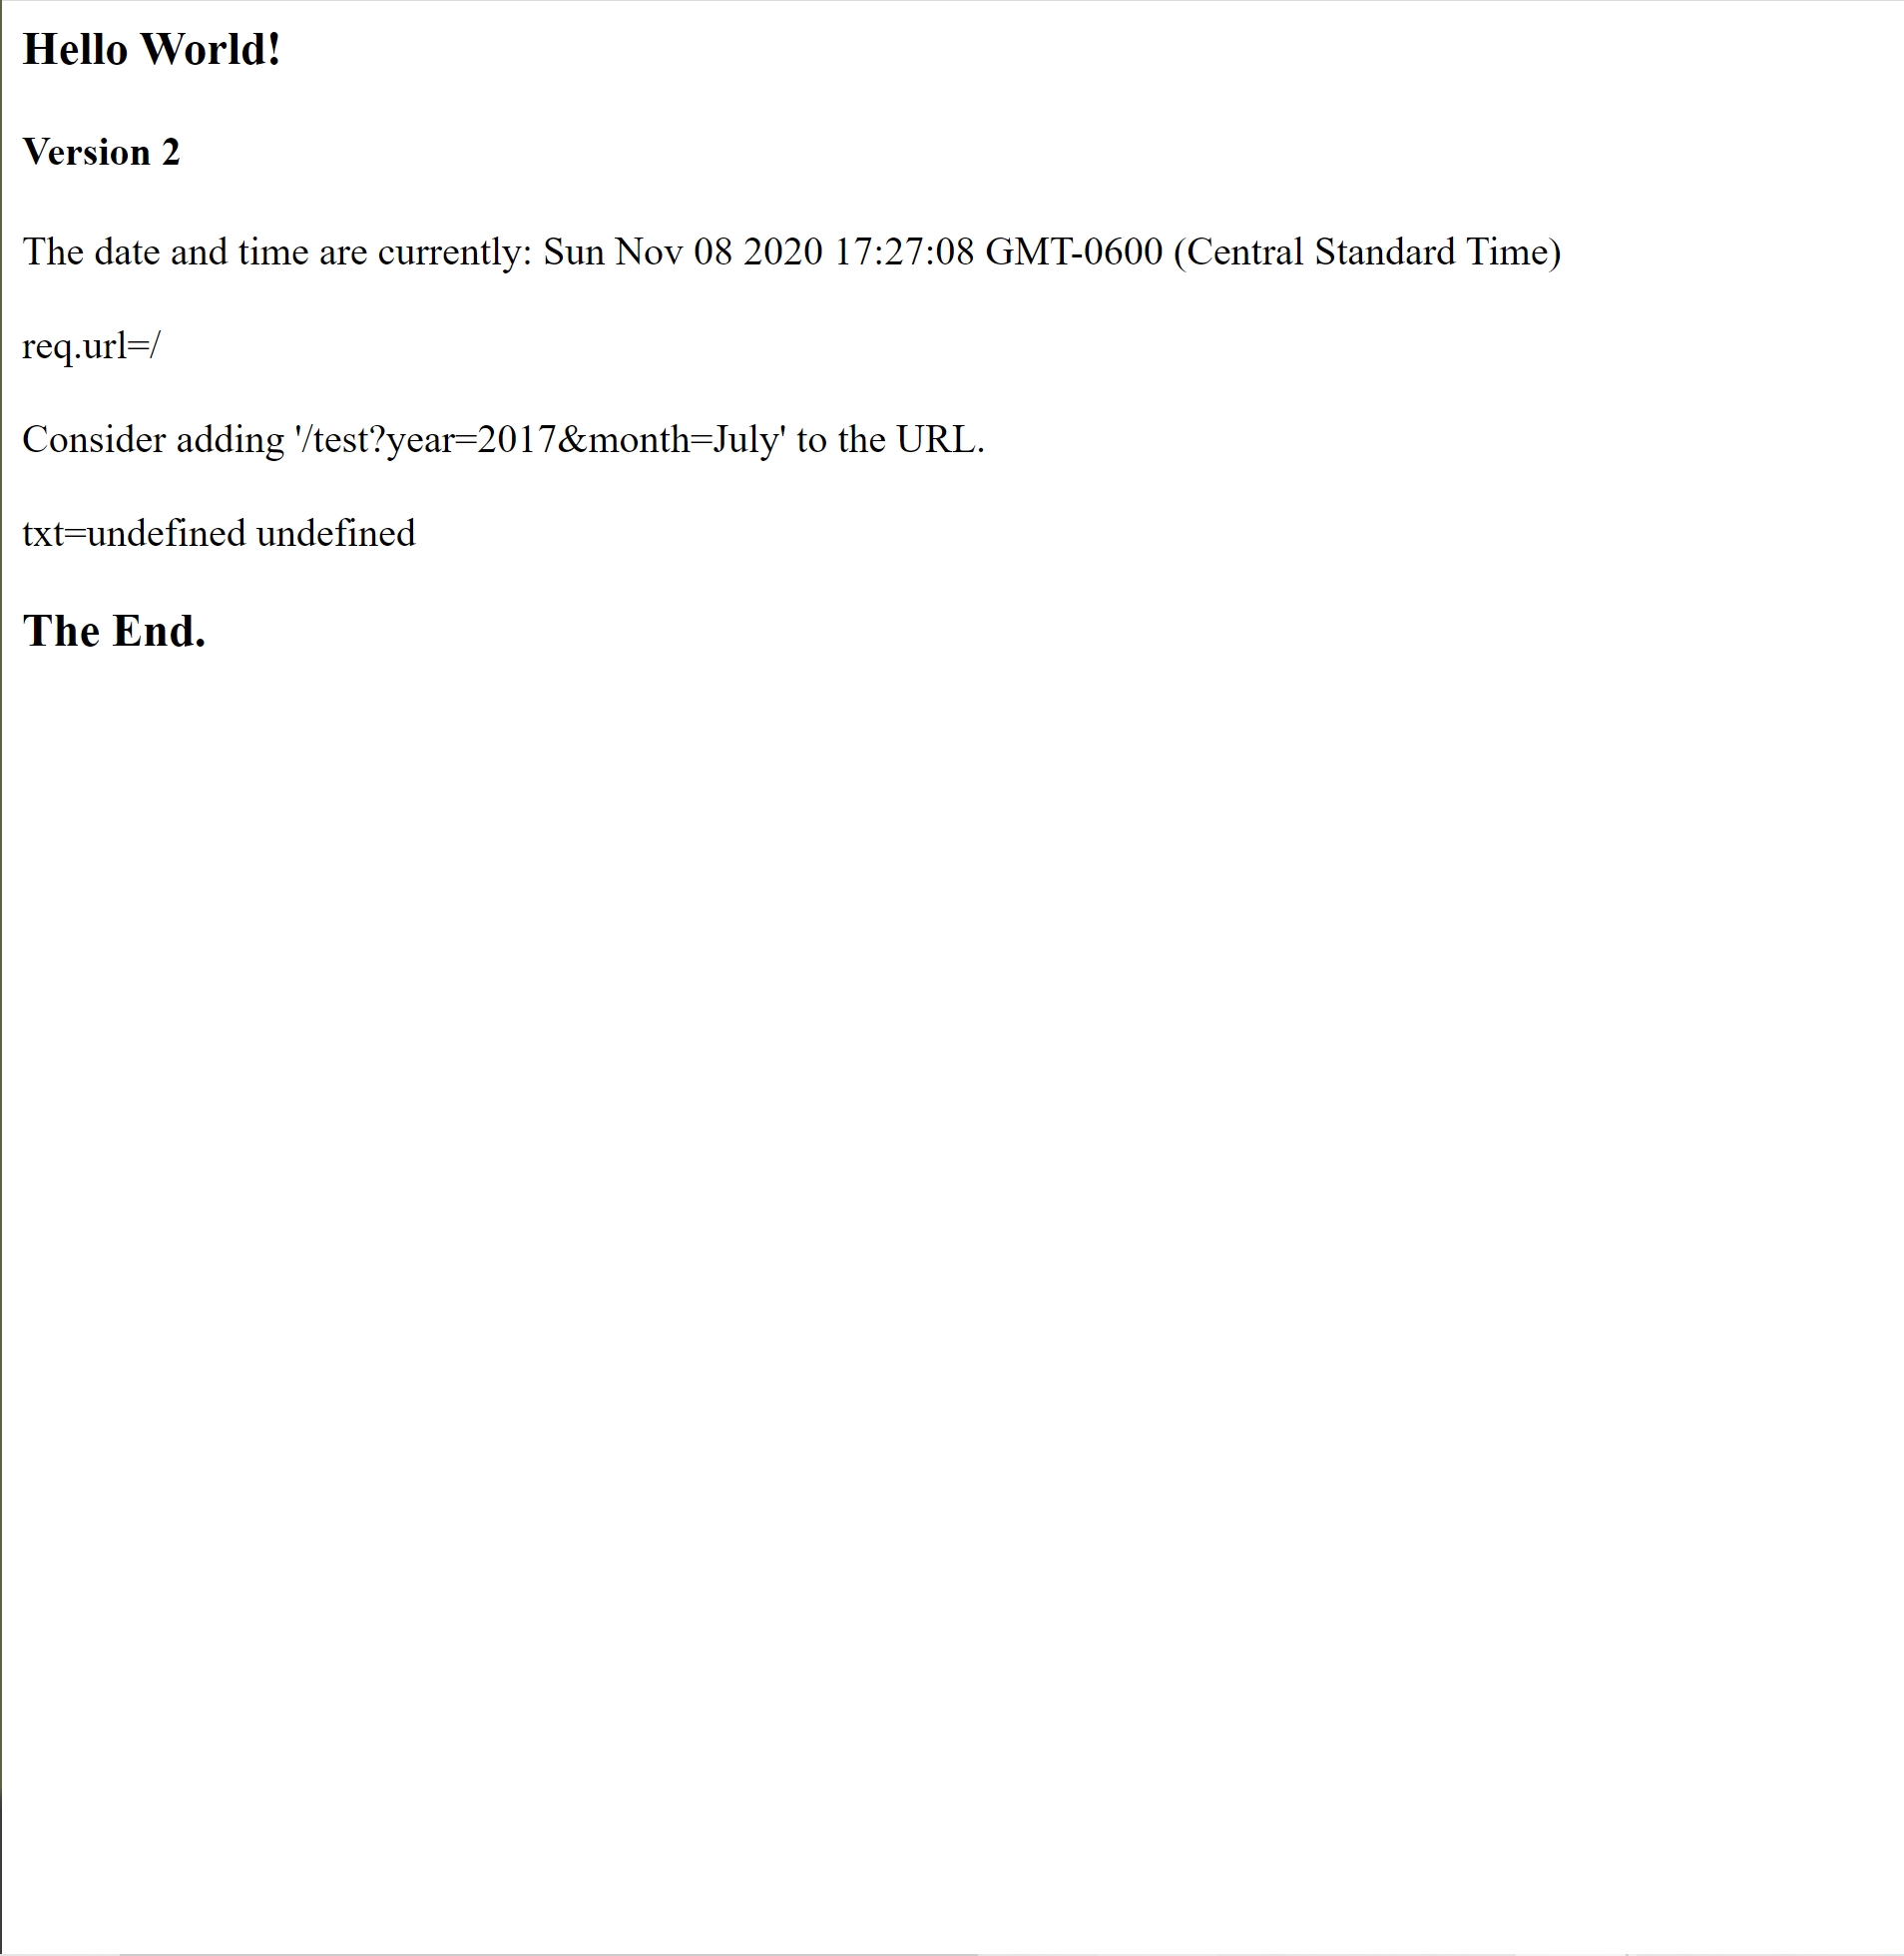 Hello World!
Version 2
The date and time are currently: Sun Nov 08 2020 17:27:08 GMT-0600 (Central Standard Time)
req.url=/
Consider adding '/test?year=2017&month=July' to the URL.
txt=undefined undefined
The End.